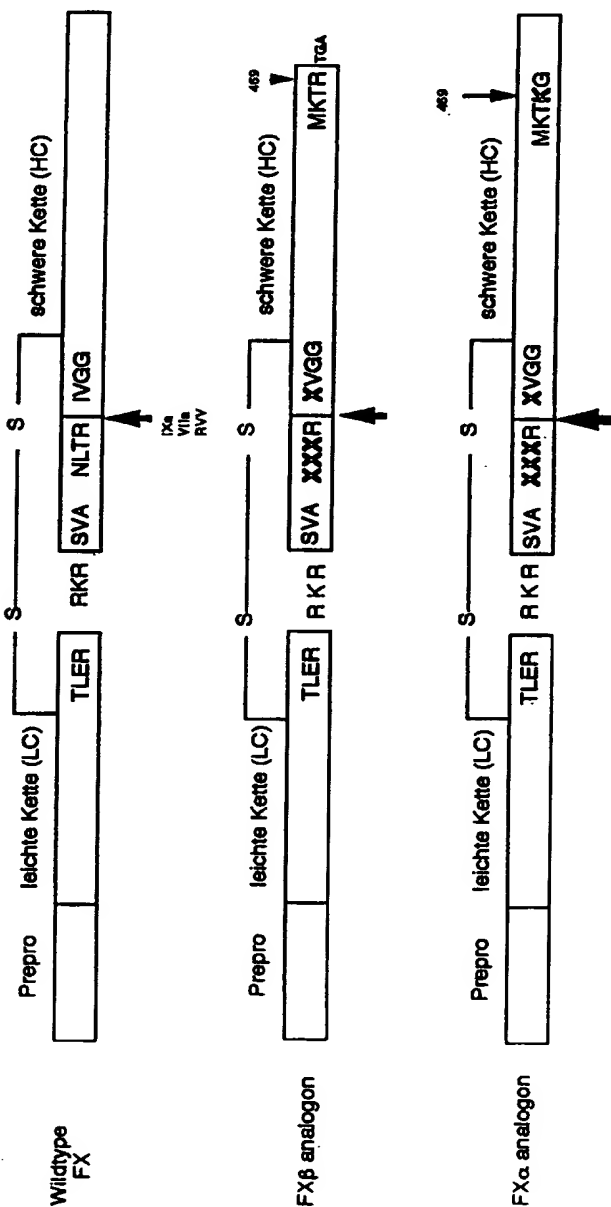 Wildtype
FX
Prepro
leichte Kette (LC)
S
S
schwere Kette (HC)
TLER
RKR
SVA NLTR
IVGG
IXa
VIIa
RVV
FXβ analogon
Prepro
leichte Kette (LC)
S
S
schwere Kette (HC)
469
TLER
R K R
SVA XXXR
XVGG
MKTR
TGA
FXα analogon
Prepro
leichte Kette (LC)
S
S
schwere Kette (HC)
469
TLER
R K R
SVA XXXR
XVGG
MKTKG